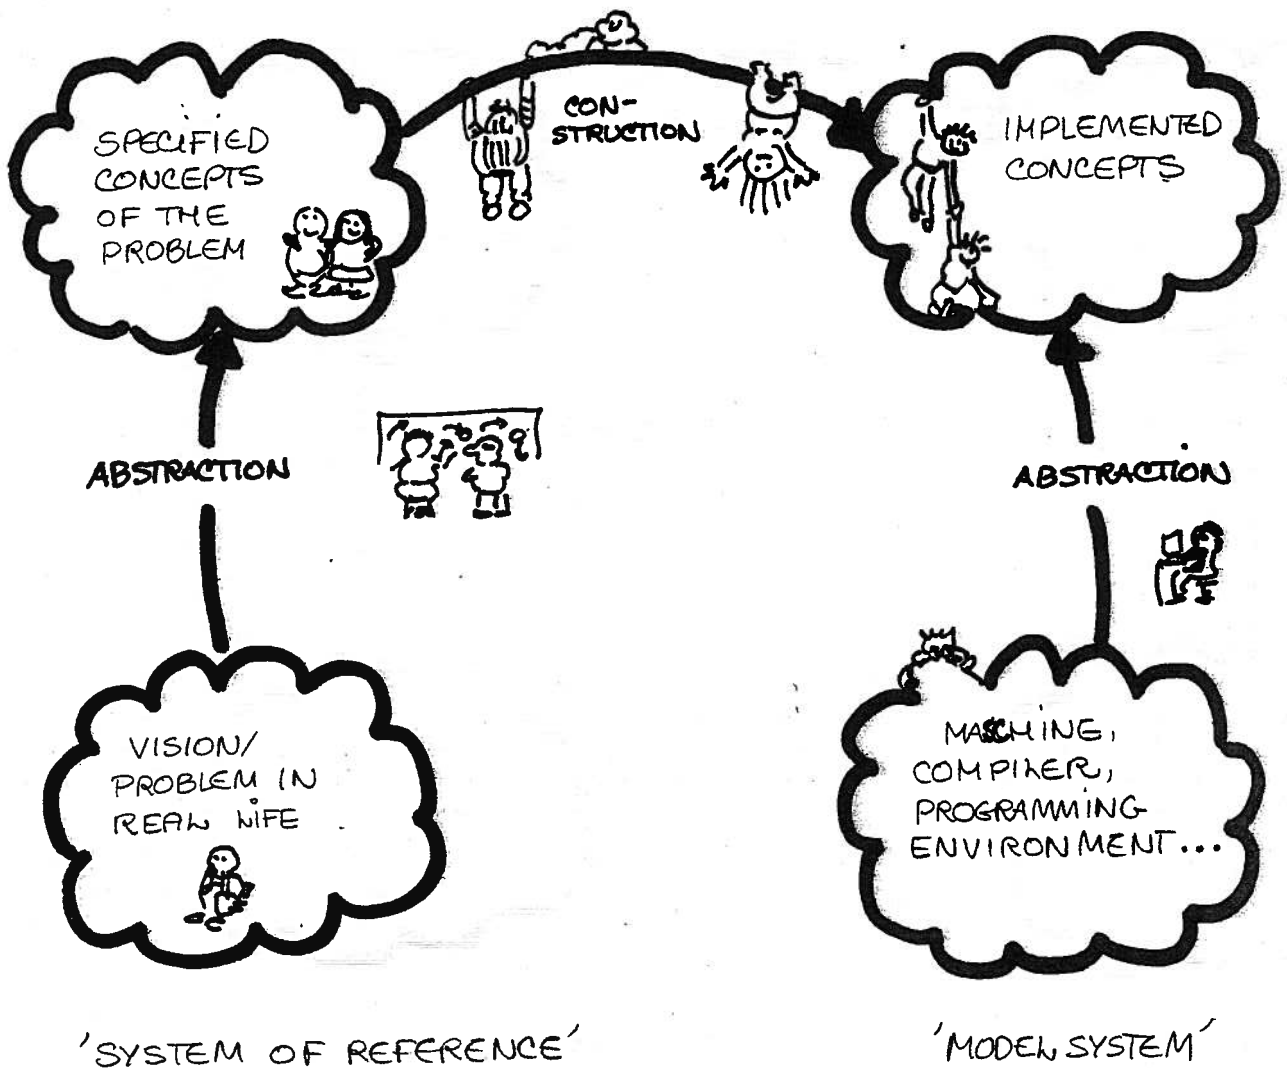 SPECIFIED
CONCEPTS
OF THE
PROBLEM
CON-
STRUCTION
IMPLEMENTED
CONCEPTS
ABSTRACTION
ABSTRACTION
VISION/
PROBLEM IN
REAL LIFE
MASCHINE,
COMPILER,
PROGRAMMING
ENVIRONMENT...
'SYSTEM OF REFERENCE'
'MODEL SYSTEM'